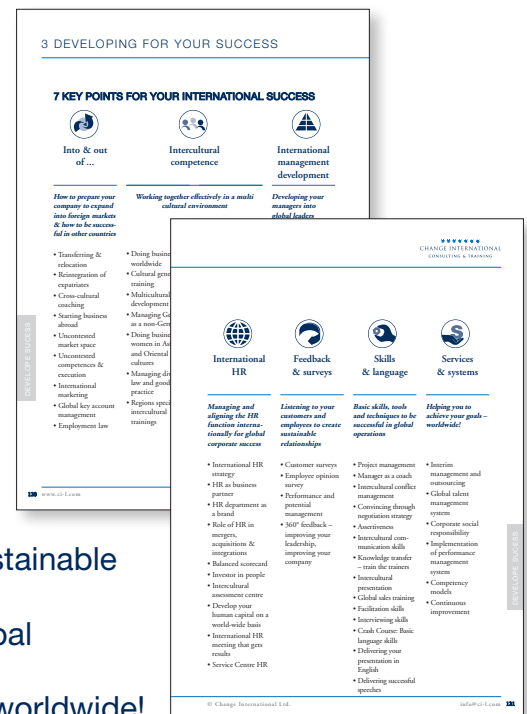 3 DEVELOPING FOR YOUR SUCCESS
7 KEY POINTS FOR YOUR INTERNATIONAL SUCCESS
Into & out
of ...
Intercultural
competence
International
management
development
How to prepare your
company to expand
into foreign markets
& how to be success-
ful in other countries
Working together effectively in a multi
cultural environment
Developing your
managers into
global leaders
• Transferring &
relocation
• Reintegration of
expatriates
• Cross-cultural
coaching
• Starting business
abroad
• Uncontested
market space
• Uncontested
competences &
execution
• International
marketing
• Global key account
management
• Employment law
• Doing busine
worldwide
• Cultural gene
training
• Multicultural
development
• Managing Ge
as a non-Gen
• Doing busine
women in As
and Oriental
cultures
• Managing div
law and good
practice
• Regions speci
intercultural
trainings
DEVELOPE SUCESS
130 www.ci-l.com
CHANGE INTERNATIONAL
CONSULTING & TRAINING
International
HR
Feedback
& surveys
Skills
& language
Services
& systems
Managing and
aligning the HR
function interna-
tionally for global
corporate success
Listening to your
customers and
employees to create
sustainable
relationships
Basic skills, tools
and techniques to be
successful in global
operations
Helping you to
achieve your goals –
worldwide!
• International HR
strategy
• HR as business
partner
• HR department as
a brand
• Role of HR in
mergers,
acquisitions &
integrations
• Balanced scorecard
• Investor in people
• Intercultural
assessment centre
• Develop your
human capital on a
world-wide basis
• International HR
meeting that gets
results
• Service Centre HR
• Customer surveys
• Employee opinion
survey
• Performance and
potential
management
• 360° feedback –
improving your
leadership,
improving your
company
• Project management
• Manager as a coach
• Intercultural conflict
management
• Convincing through
negotiation strategy
• Assertiveness
• Intercultural com-
munication skills
• Knowledge transfer
– train the trainers
• Intercultural
presentation
• Global sales training
• Facilitation skills
• Interviewing skills
• Crash Course: Basic
language skills
• Delivering your
presentation in
English
• Delivering successful
speeches
• Interim
management and
outsourcing
• Global talent
management
system
• Corporate social
responsibility
• Implementation
of performance
management
system
• Competency
models
• Continuous
improvement
DEVELOPE SUCESS
© Change International Ltd.
info@ci-l.com 131
stainable
bal
worldwide!